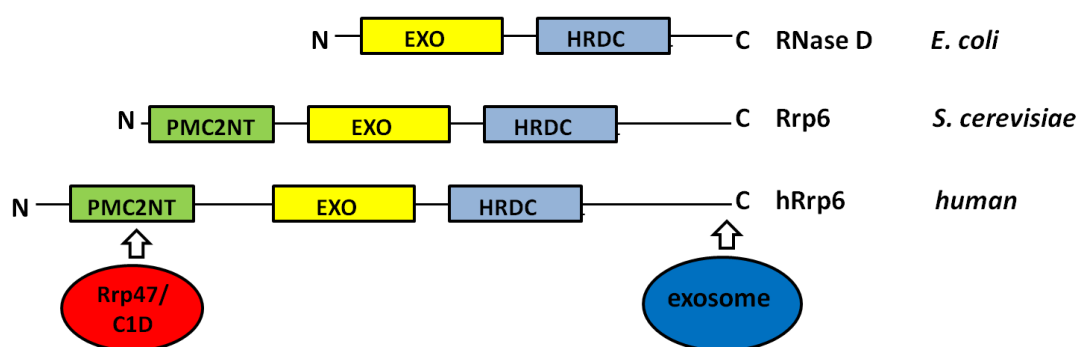 N EXO HRDC C RNase D E. coli
N PMC2NT EXO HRDC C Rrp6 S. cerevisiae
N PMC2NT EXO HRDC C hRrp6 human
Rrp47/
C1D
exosome